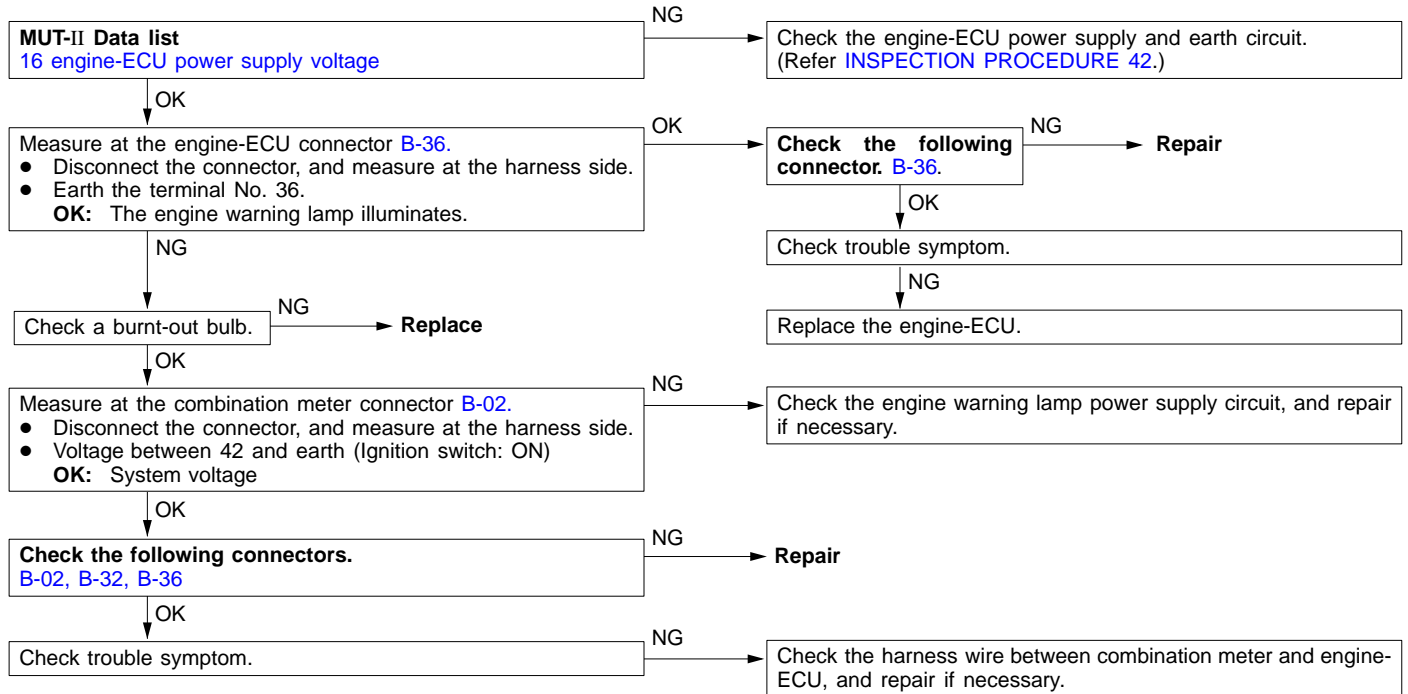 MUT-II Data list
16 engine-ECU power supply voltage
NG
Check the engine-ECU power supply and earth circuit.
(Refer INSPECTION PROCEDURE 42.)
OK
Measure at the engine-ECU connector B-36.
● Disconnect the connector, and measure at the harness side.
● Earth the terminal No. 36.
OK: The engine warning lamp illuminates.
OK
Check the following
connector. B-36.
NG
Repair
OK
Check trouble symptom.
NG
Replace the engine-ECU.
NG
Check a burnt-out bulb.
NG
Replace
OK
Measure at the combination meter connector B-02.
● Disconnect the connector, and measure at the harness side.
● Voltage between 42 and earth (Ignition switch: ON)
OK: System voltage
NG
Check the engine warning lamp power supply circuit, and repair
if necessary.
OK
Check the following connectors.
B-02, B-32, B-36
NG
Repair
OK
Check trouble symptom.
NG
Check the harness wire between combination meter and engine-
ECU, and repair if necessary.